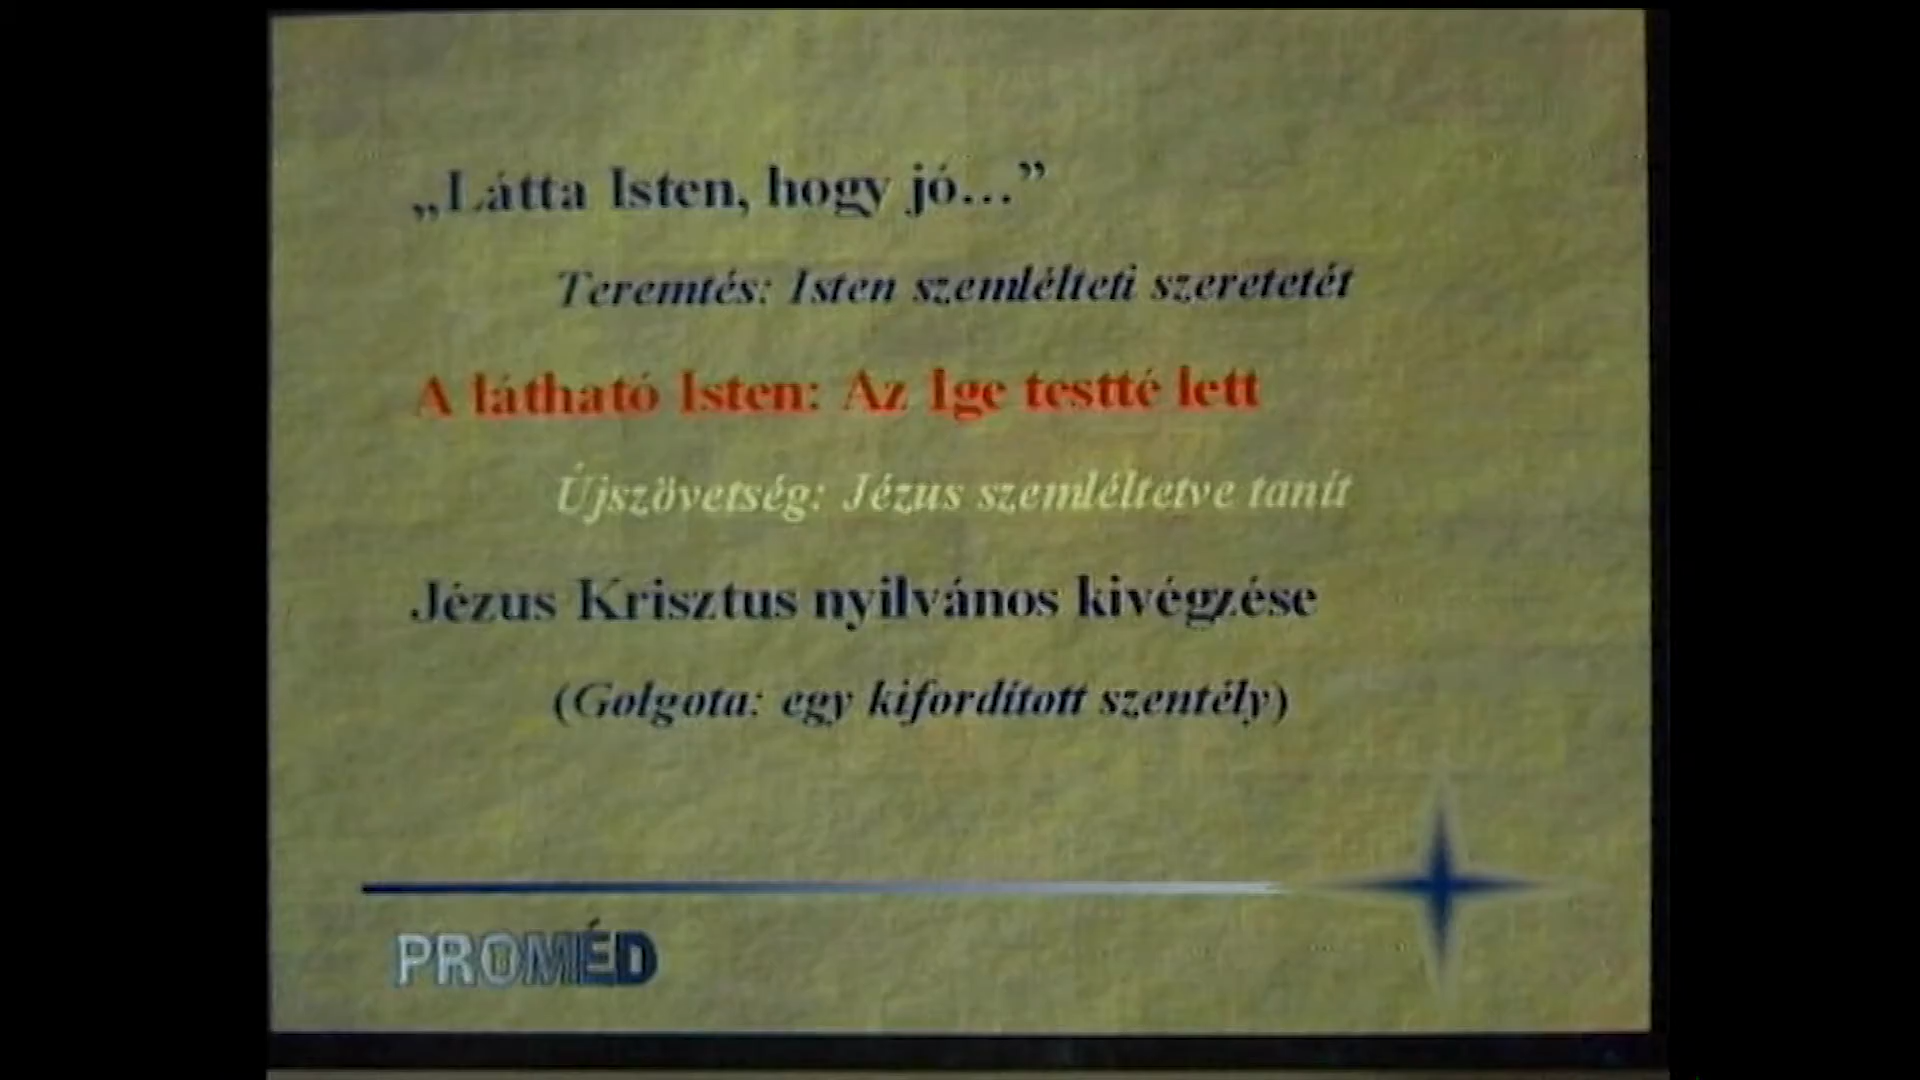 „Látta Isten, hogy jó...”
Teremtés: Isten szemlélteti szeretetét
A látható Isten: Az Ige testté lett
Újszövetség: Jézus szemléltetve tanít
Jézus Krisztus nyilvános kivégzése
(Golgota: egy kifordított szentély)
PROMÉD